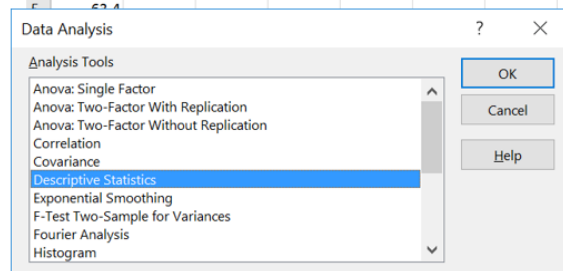 Data Analysis ? ×
Analysis Tools
Anova: Single Factor
Anova: Two-Factor With Replication
Anova: Two-Factor Without Replication
Correlation
Covariance
Descriptive Statistics
Exponential Smoothing
F-Test Two-Sample for Variances
Fourier Analysis
Histogram
OK
Cancel
Help